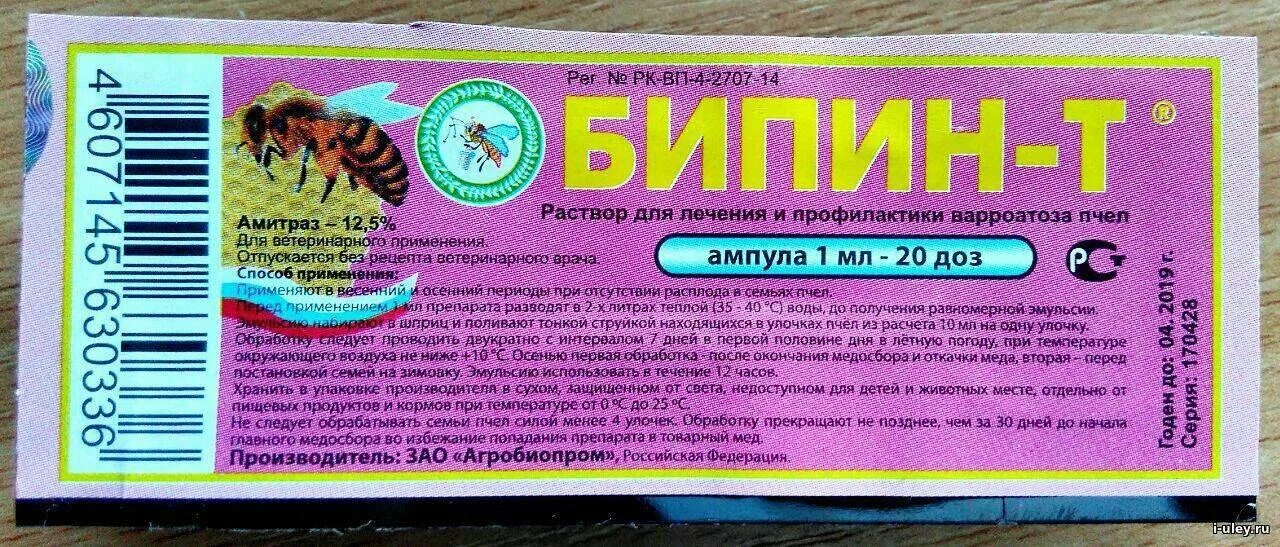 Рег. № РК-ВП-4-2707-14
БИПИН-Т ®
Раствор для лечения и профилактики варроатоза пчел
ампула 1 мл - 20 доз
РСТ
Амитраз – 12,5%
Для ветеринарного применения.
Отпускается без рецепта ветеринарного врача.
Способ применения:
Применяют в весенний и осенний периоды при отсутствии расплода в семьях пчел.
Перед применением 1 мл препарата разводят в 2-х литрах теплой (35 - 40 °С) воды, до получения равномерной эмульсии.
Эмульсию набирают в шприц и поливают тонкой струйкой находящихся в улочках пчел из расчета 10 мл на одну улочку.
Обработку следует проводить двукратно с интервалом 7 дней в первой половине дня в лётную погоду, при температуре
окружающего воздуха не ниже +10 °С. Осенью первая обработка - после окончания медосбора и откачки меда, вторая – перед
постановкой семей на зимовку. Эмульсию использовать в течение 12 часов.
Хранить в упаковке производителя в сухом, защищенном от света, недоступном для детей и животных месте, отдельно от
пищевых продуктов и кормов при температуре от 0 °С до 25 °С.
Не следует обрабатывать семьи пчел силой менее 4 улочек. Обработку прекращают не позднее, чем за 30 дней до начала
главного медосбора во избежание попадания препарата в товарный мед.
Производитель: ЗАО «Агробиопром», Российская Федерация.
4 607145 630336
Годен до: 04. 2019 г.
Серия: 170428
i-uley.ru